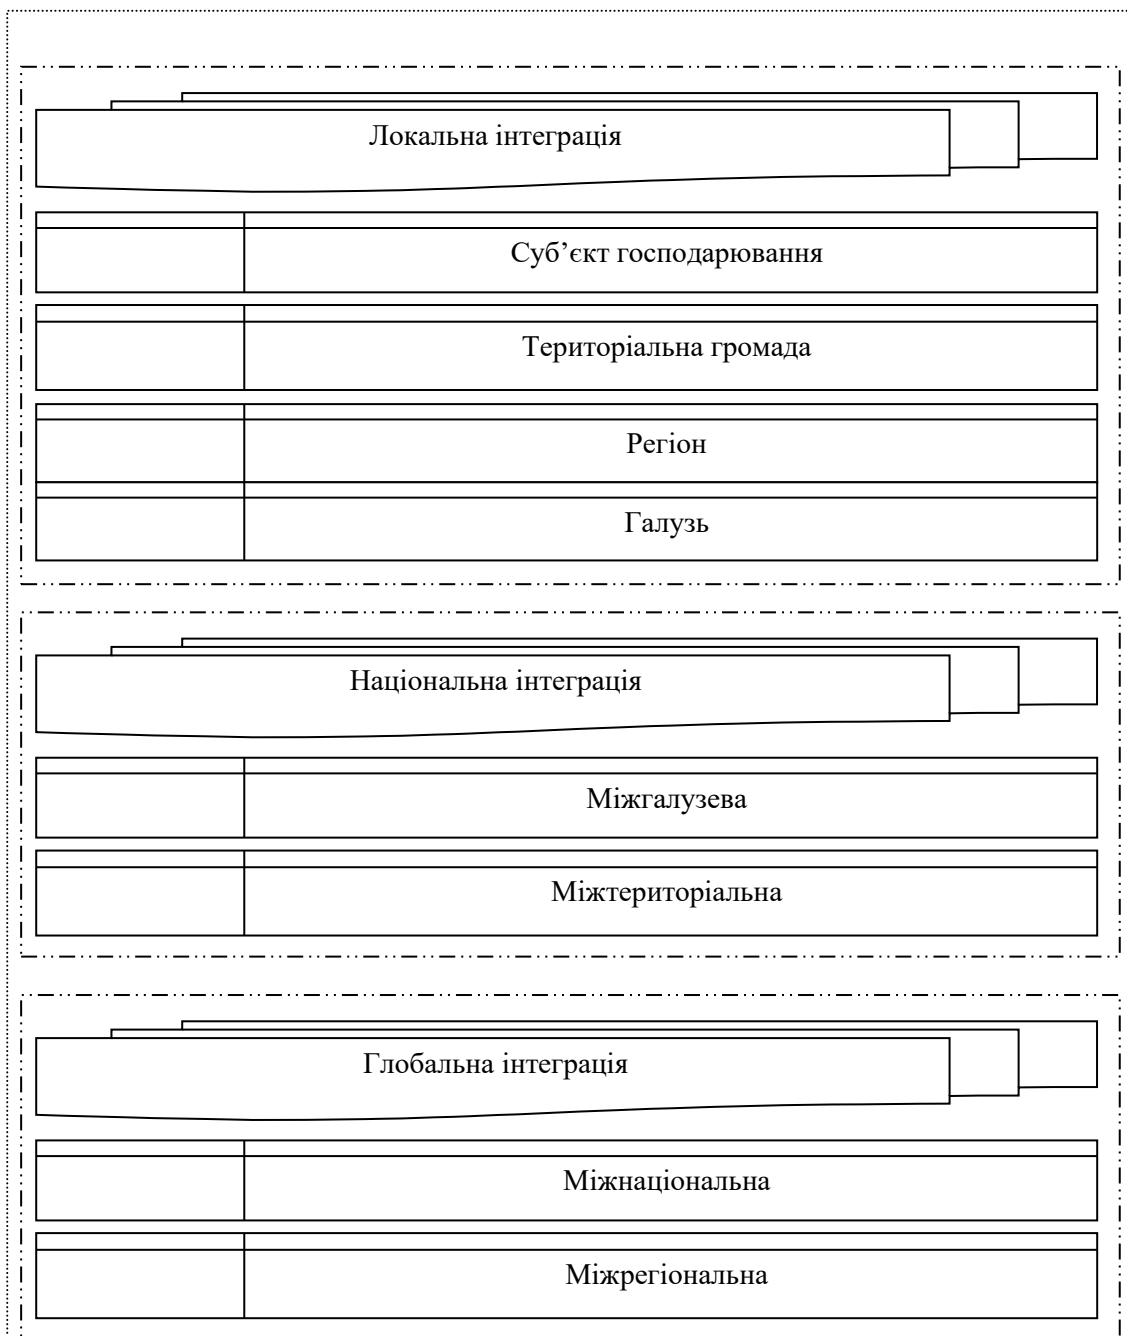 Локальна інтеграція
Суб’єкт господарювання
Територіальна громада
Регіон
Галузь
Національна інтеграція
Міжгалузева
Міжтериторіальна
Глобальна інтеграція
Міжнаціональна
Міжрегіональна